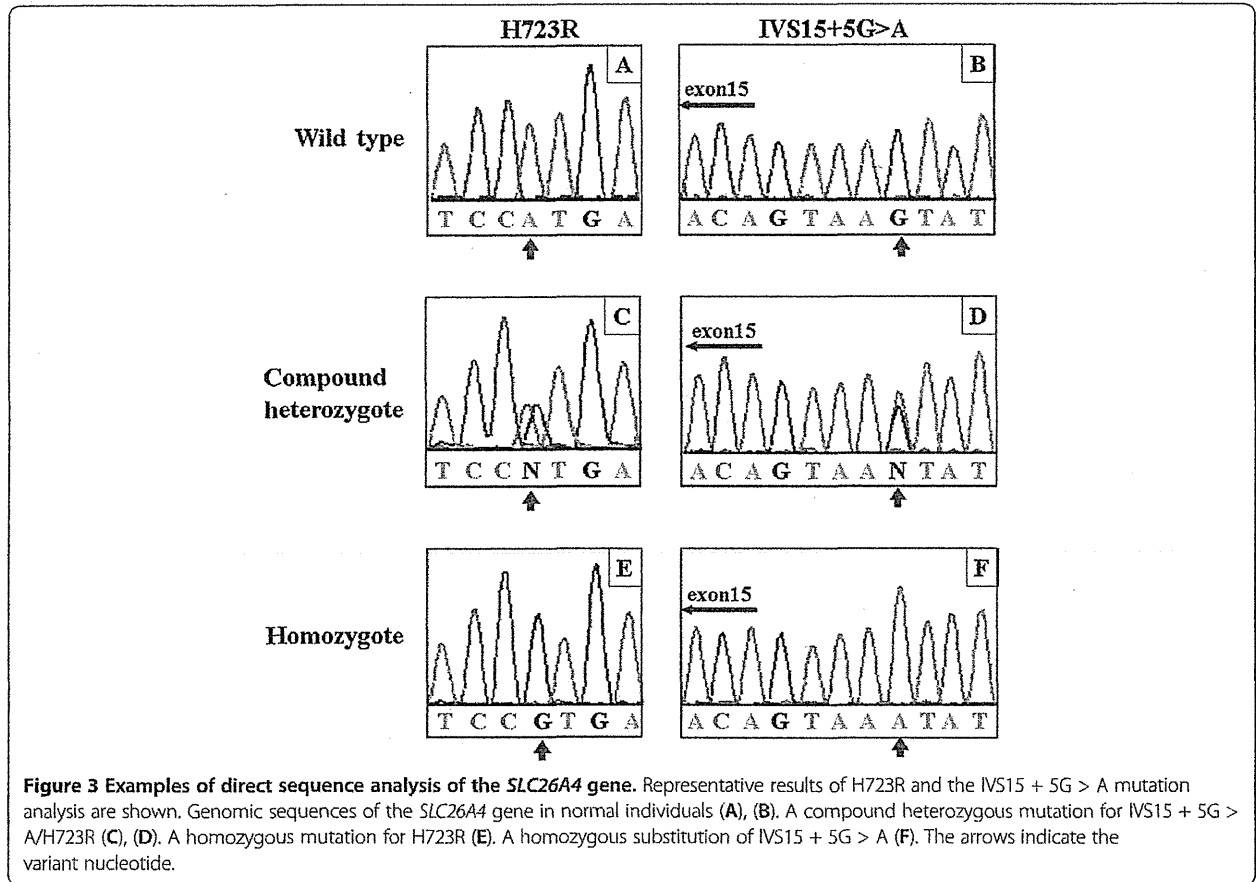 H723R IVS15+5G>A
Wild type
A
T C C A T G A
exon15
B
A C A G T A A G T A T
Compound
heterozygote
C
T C C N T G A
exon15
D
A C A G T A A N T A T
Homozygote
E
T C C G T G A
exon15
F
A C A G T A A A T A T
Figure 3 Examples of direct sequence analysis of the SLC26A4 gene. Representative results of H723R and the IVS15 + 5G > A mutation
analysis are shown. Genomic sequences of the SLC26A4 gene in normal individuals (A), (B). A compound heterozygous mutation for IVS15 + 5G >
A/H723R (C), (D). A homozygous mutation for H723R (E). A homozygous substitution of IVS15 + 5G > A (F). The arrows indicate the
variant nucleotide.